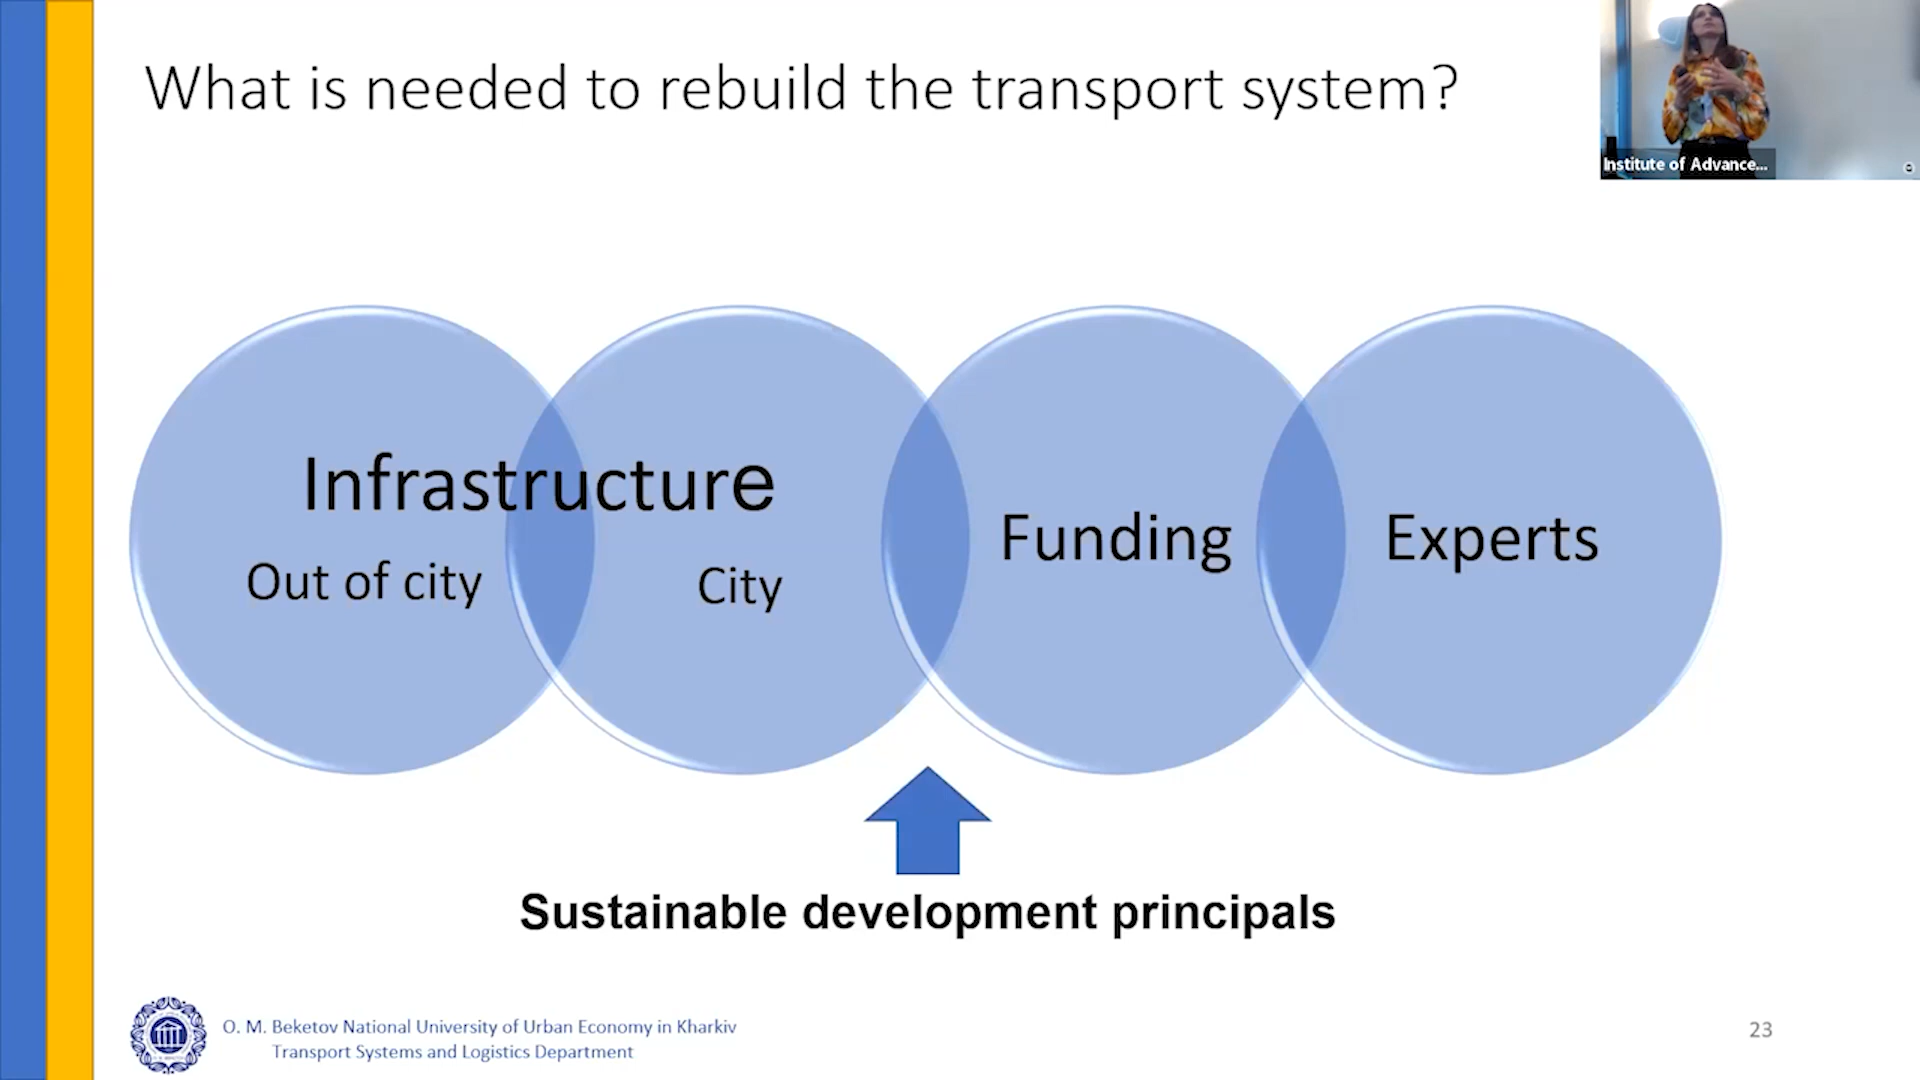 What is needed to rebuild the transport system?
Institute of Advance...
Infrastructure
Out of city
City
Funding
Experts
Sustainable development principals
O. M. Beketov National University of Urban Economy in Kharkiv
Transport Systems and Logistics Department
23